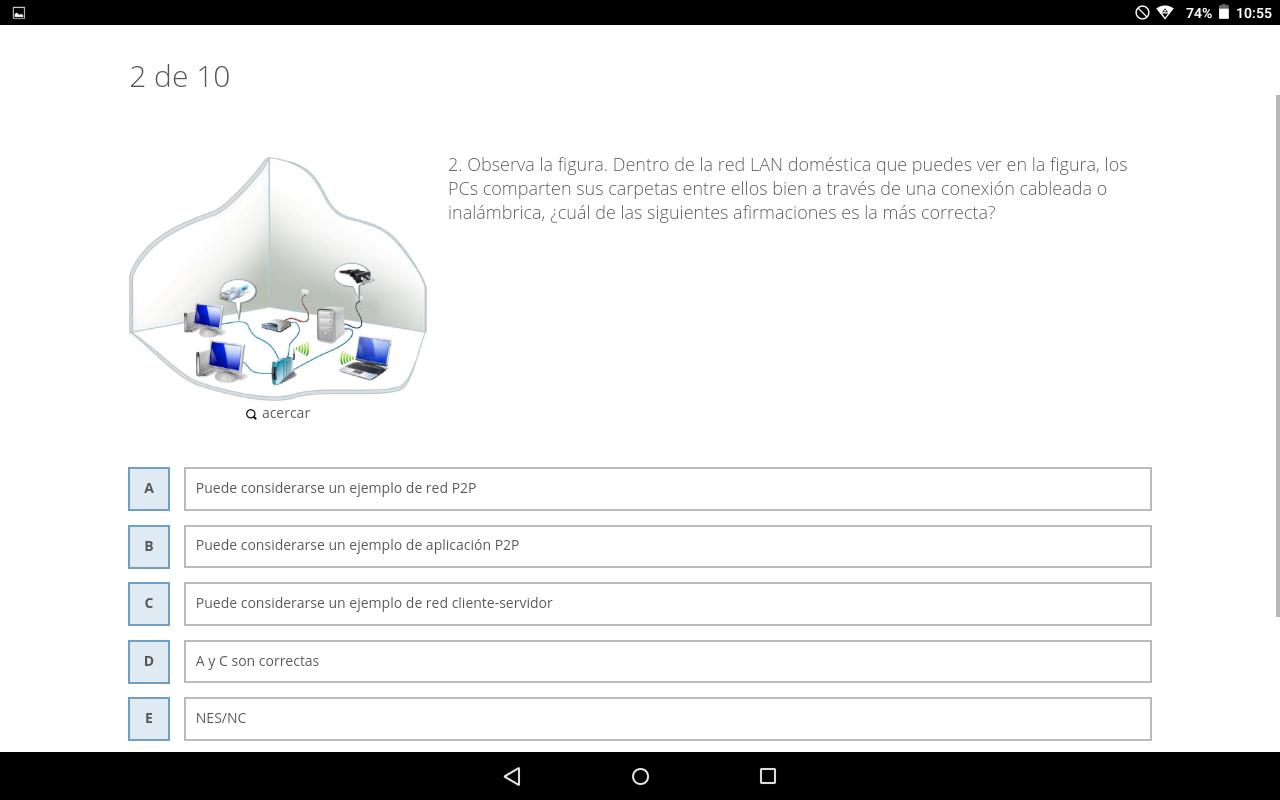 74% 10:55
2 de 10
2. Observa la figura. Dentro de la red LAN doméstica que puedes ver en la figura, los
PCs comparten sus carpetas entre ellos bien a través de una conexión cableada o
inalámbrica, ¿cuál de las siguientes afirmaciones es la más correcta?
acercar
A Puede considerarse un ejemplo de red P2P
B Puede considerarse un ejemplo de aplicación P2P
C Puede considerarse un ejemplo de red cliente-servidor
D A y C son correctas
E NES/NC